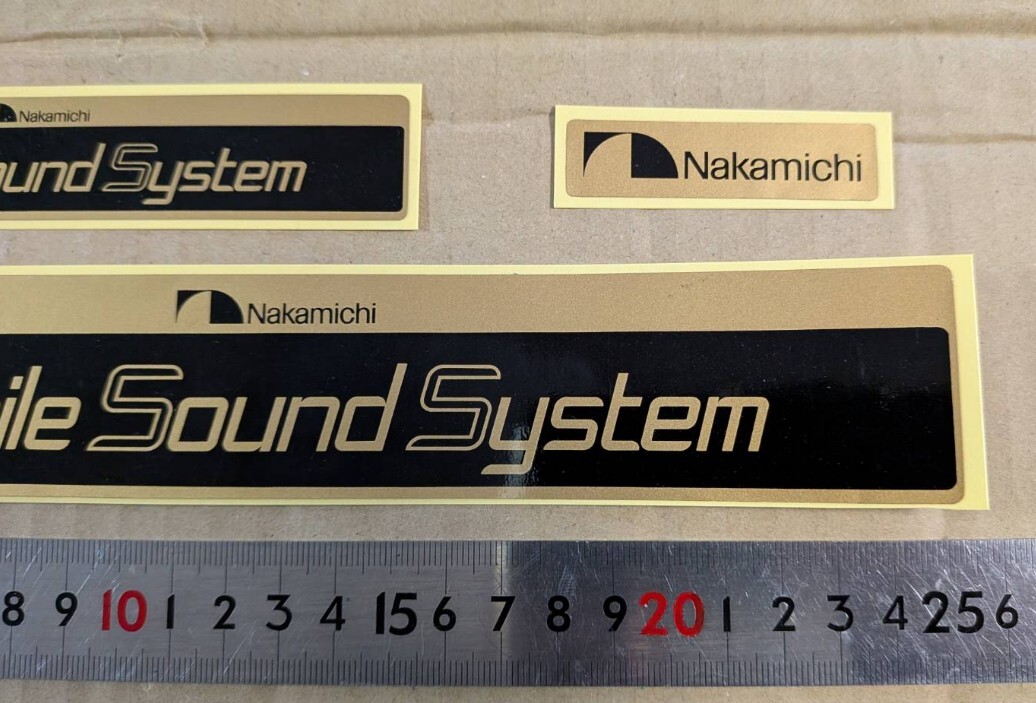 Nakamichi
ound System
Nakamichi
Nakamichi
ile Sound System
8 9 10 1 2 3 4 15 6 7 8 9 20 1 2 3 4 25 6